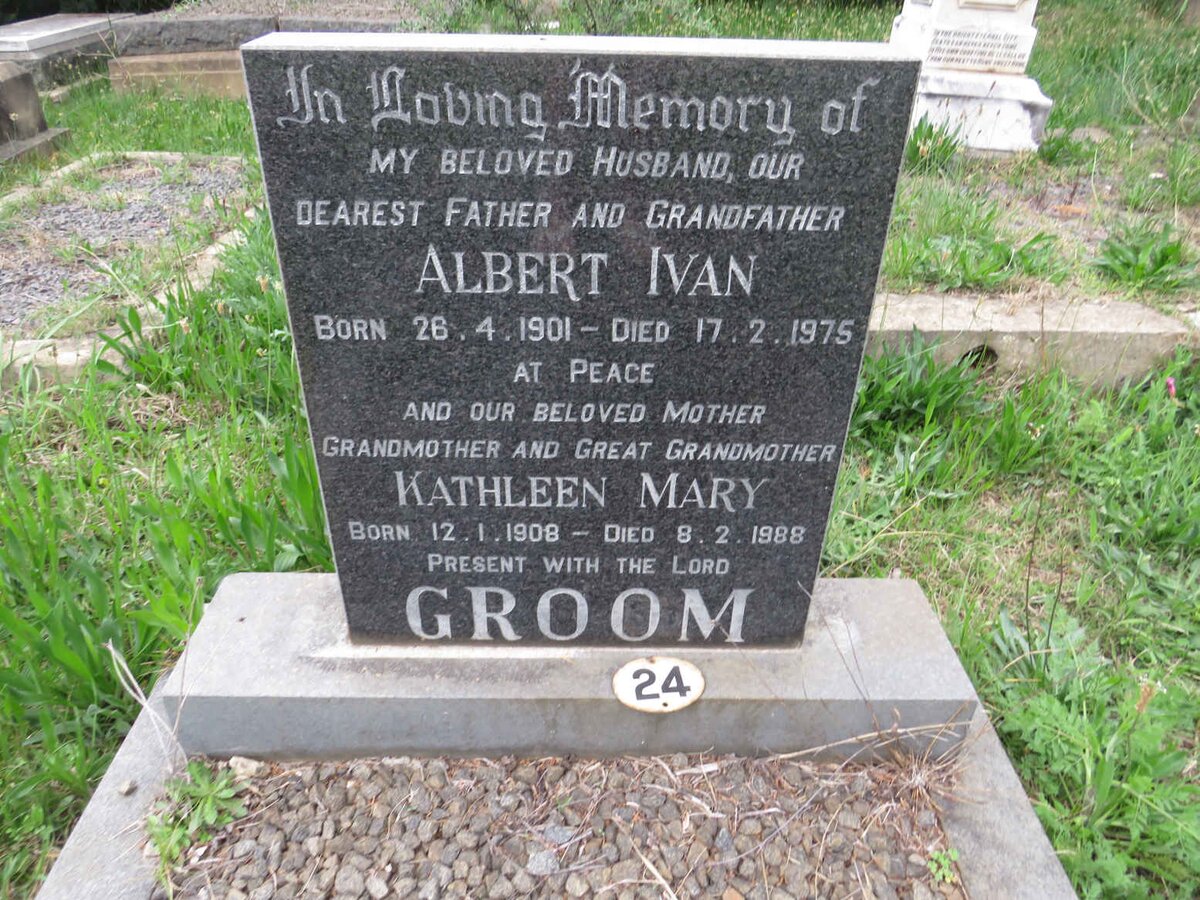 In Loving Memory of
MY BELOVED HUSBAND, OUR
DEAREST FATHER AND GRANDFATHER
ALBERT IVAN
BORN 26.4.1901 – DIED 17.2.1975
AT PEACE
AND OUR BELOVED MOTHER
GRANDMOTHER AND GREAT GRANDMOTHER
KATHLEEN MARY
BORN 12.1.1908 – DIED 8.2.1988
PRESENT WITH THE LORD
GROOM
24